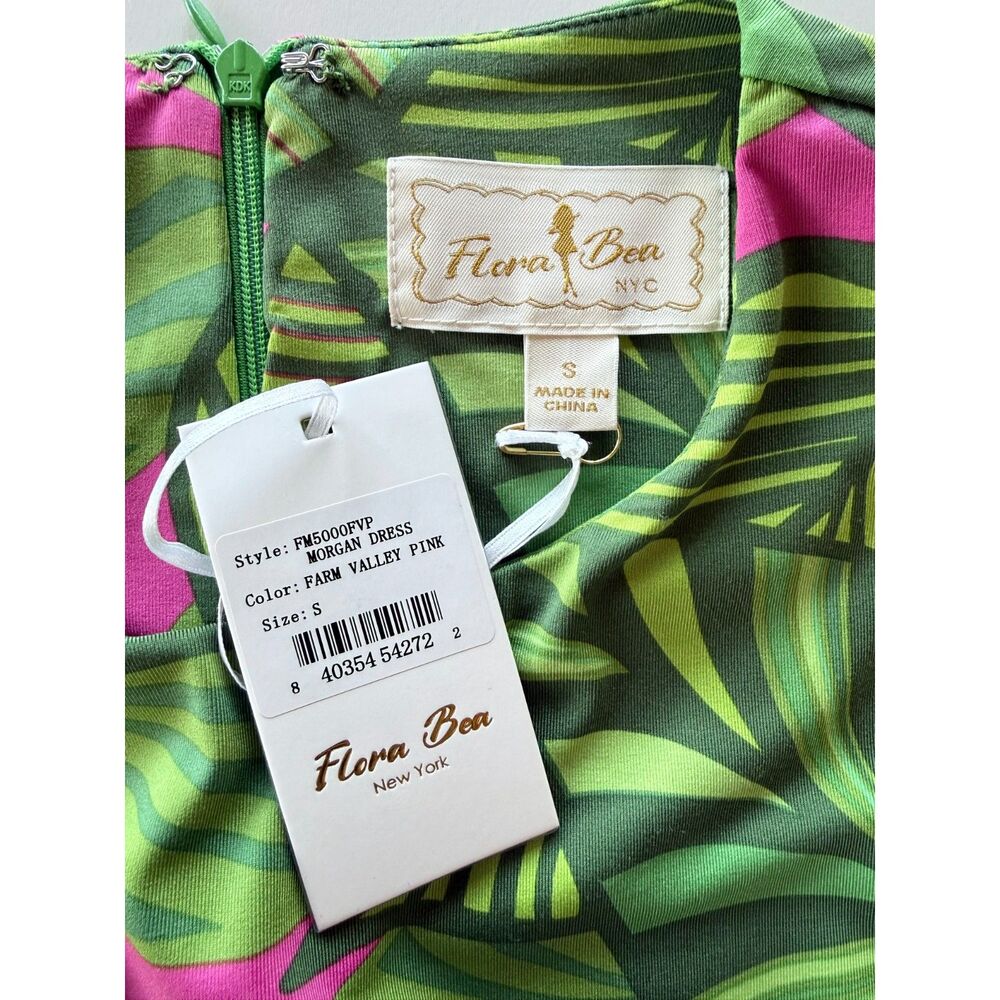 KDK
Flora Bea
NYC
S
MADE IN
CHINA
Style: FM5000FVP
MORGAN DRESS
Color: FARM VALLEY PINK
Size: S
8 40354 54272 2
Flora Bea
New York